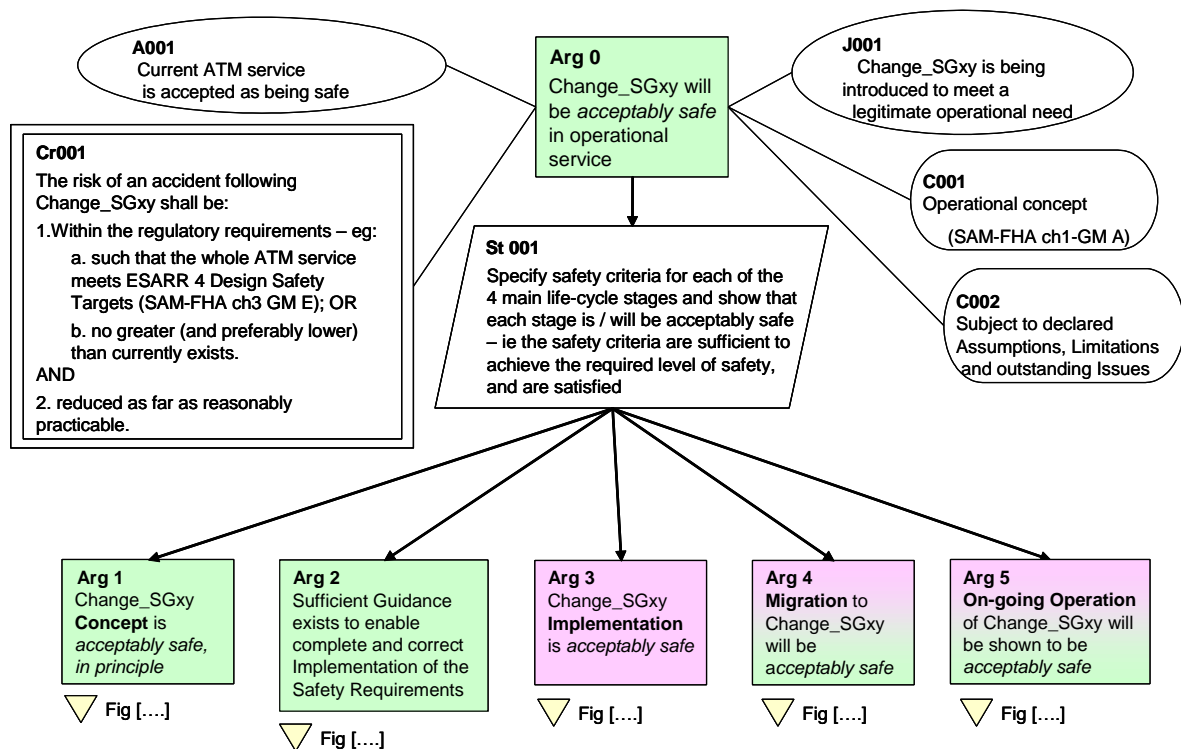 A001
Current ATM service
is accepted as being safe
Arg 0
Change_SGxy will
be acceptably safe
in operational
service
J001
Change_SGxy is being
introduced to meet a
legitimate operational need
Cr001
The risk of an accident following
Change_SGxy shall be:
1.Within the regulatory requirements – eg:
a. such that the whole ATM service
meets ESARR 4 Design Safety
Targets (SAM-FHA ch3 GM E); OR
b. no greater (and preferably lower)
than currently exists.
AND
2. reduced as far as reasonably
practicable.
C001
Operational concept
(SAM-FHA ch1-GM A)
St 001
Specify safety criteria for each of the
4 main life-cycle stages and show that
each stage is / will be acceptably safe
– ie the safety criteria are sufficient to
achieve the required level of safety,
and are satisfied
C002
Subject to declared
Assumptions, Limitations
and outstanding Issues
Arg 1
Change_SGxy
Concept is
acceptably safe,
in principle
Fig [….]
Arg 2
Sufficient Guidance
exists to enable
complete and correct
Implementation of the
Safety Requirements
Fig [….]
Arg 3
Change_SGxy
Implementation
is acceptably safe
Fig [….]
Arg 4
Migration to
Change_SGxy
will be
acceptably safe
Fig [….]
Arg 5
On-going Operation
of Change_SGxy will
be shown to be
acceptably safe
Fig [….]